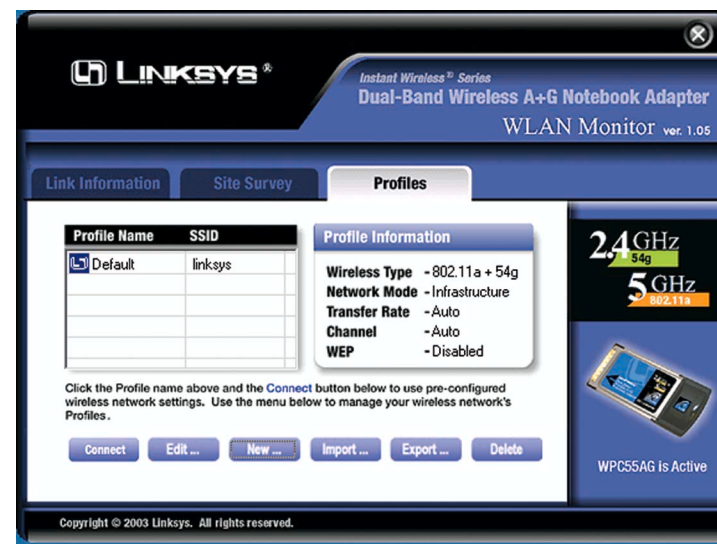 LINKSYS®
Instant Wireless® Series
Dual-Band Wireless A+G Notebook Adapter
WLAN Monitor ver. 1.05
Link Information
Site Survey
Profiles
Profile Name SSID
Default linksys
Profile Information
Wireless Type - 802.11a + 54g
Network Mode - Infrastructure
Transfer Rate - Auto
Channel - Auto
WEP - Disabled
2.4 GHz
54g
5 GHz
802.11a
Click the Profile name above and the Connect button below to use pre-configured
wireless network settings. Use the menu below to manage your wireless network's
Profiles.
Connect
Edit ...
New ...
Import ...
Export ...
Delete
WPC55AG is Active
Copyright © 2003 Linksys. All rights reserved.